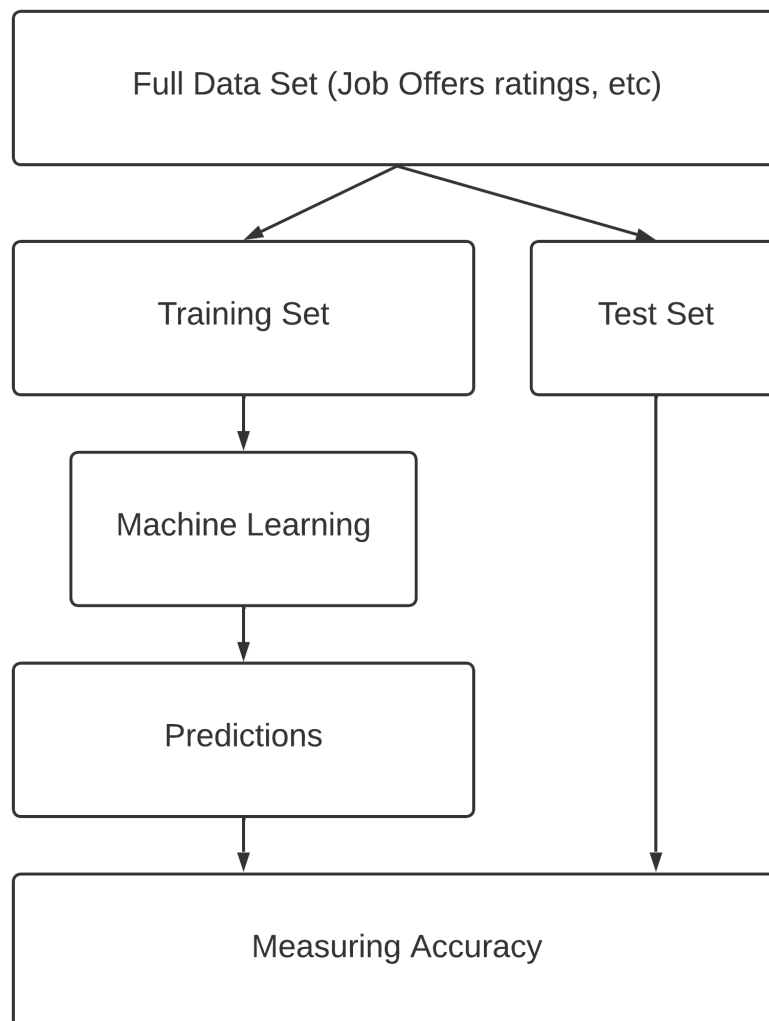 Full Data Set (Job Offers ratings, etc)
Training Set
Test Set
Machine Learning
Predictions
Measuring Accuracy